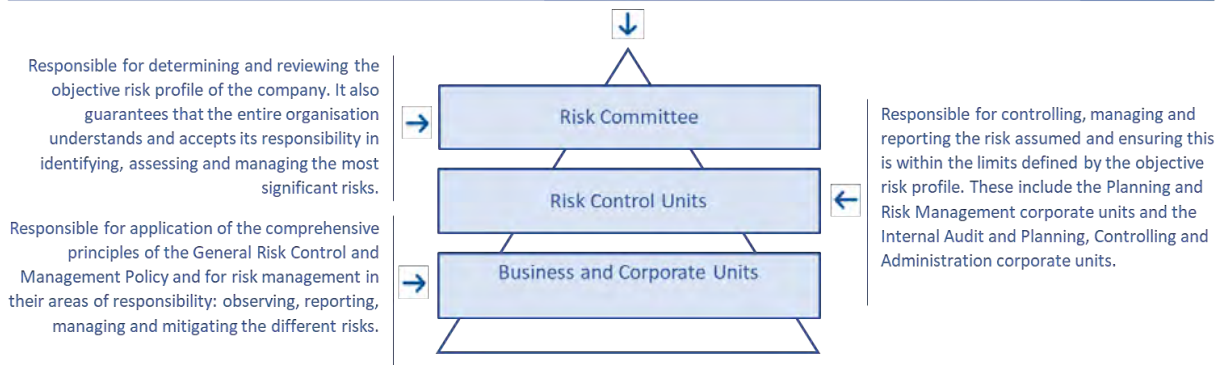 Responsible for determining and reviewing the
objective risk profile of the company. It also
guarantees that the entire organisation
understands and accepts its responsibility in
identifying, assessing and managing the most
significant risks.
Risk Committee
Responsible for controlling, managing and
reporting the risk assumed and ensuring this
is within the limits defined by the objective
risk profile. These include the Planning and
Risk Management corporate units and the
Internal Audit and Planning, Controlling and
Administration corporate units.
Risk Control Units
Responsible for application of the comprehensive
principles of the General Risk Control and
Management Policy and for risk management in
their areas of responsibility: observing, reporting,
managing and mitigating the different risks.
Business and Corporate Units